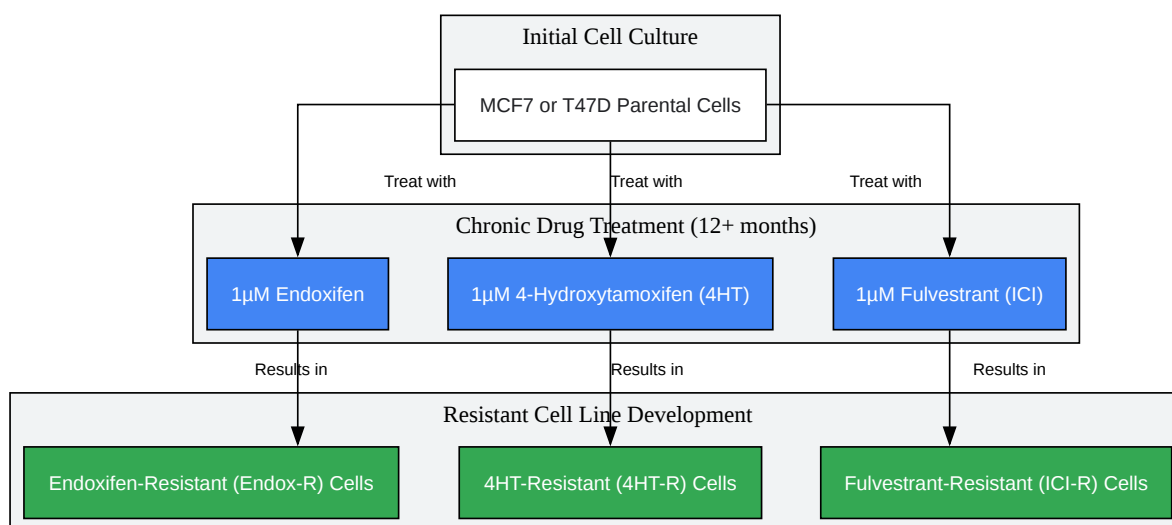 Initial Cell Culture
MCF7 or T47D Parental Cells
Treat with
Treat with
Treat with
Chronic Drug Treatment (12+ months)
1µM Endoxifen
1µM 4-Hydroxytamoxifen (4HT)
1µM Fulvestrant (ICI)
Results in
Results in
Results in
Resistant Cell Line Development
Endoxifen-Resistant (Endox-R) Cells
4HT-Resistant (4HT-R) Cells
Fulvestrant-Resistant (ICI-R) Cells